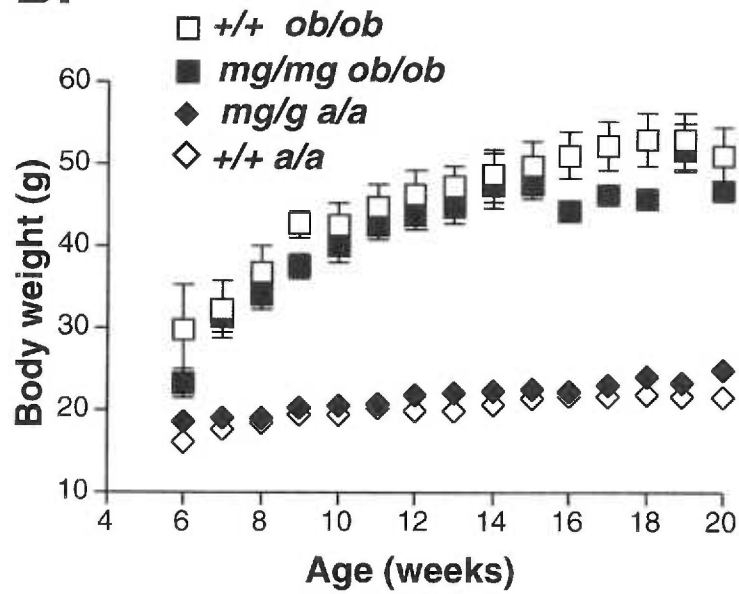 +/+ ob/ob
mg/mg ob/ob
mg/g a/a
+/+ a/a
60
50
40
30
20
10
Body weight (g)
4 6 8 10 12 14 16 18 20
Age (weeks)